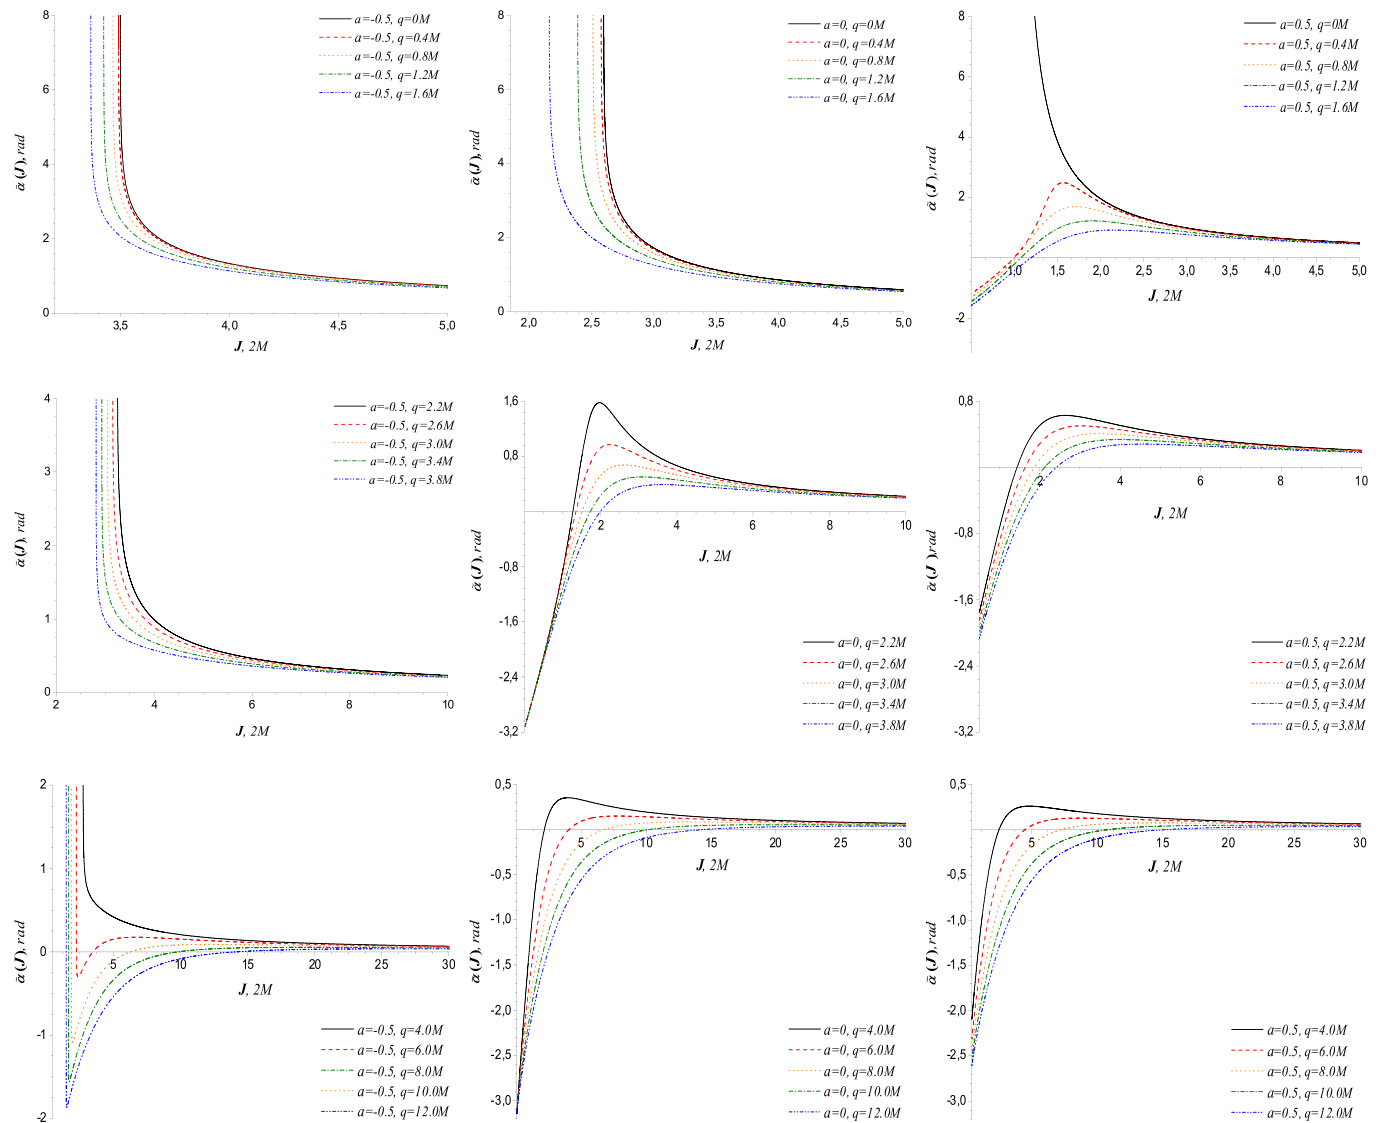 a=-0.5, q=0M
a=-0.5, q=0.4M
a=-0.5, q=0.8M
a=-0.5, q=1.2M
a=-0.5, q=1.6M
8
6
4
2
0
3,5
4,0
4,5
5,0
ᾱ (J), rad
J, 2M
a=0, q=0M
a=0, q=0.4M
a=0, q=0.8M
a=0, q=1.2M
a=0, q=1.6M
8
6
4
2
0
2,0
2,5
3,0
3,5
4,0
4,5
5,0
ᾱ (J), rad
J, 2M
a=0.5, q=0M
a=0.5, q=0.4M
a=0.5, q=0.8M
a=0.5, q=1.2M
a=0.5, q=1.6M
8
6
4
2
-2
1,0
1,5
2,0
2,5
3,0
3,5
4,0
4,5
5,0
ᾱ (J), rad
J, 2M
a=-0.5, q=2.2M
a=-0.5, q=2.6M
a=-0.5, q=3.0M
a=-0.5, q=3.4M
a=-0.5, q=3.8M
4
3
2
1
0
2
4
6
8
10
ᾱ (J), rad
J, 2M
1,6
0,8
-0,8
-1,6
-2,4
-3,2
2
4
6
8
10
ᾱ (J), rad
J, 2M
a=0, q=2.2M
a=0, q=2.6M
a=0, q=3.0M
a=0, q=3.4M
a=0, q=3.8M
0,8
-0,8
-1,6
-2,4
-3,2
2
4
6
8
10
ᾱ (J), rad
J, 2M
a=0.5, q=2.2M
a=0.5, q=2.6M
a=0.5, q=3.0M
a=0.5, q=3.4M
a=0.5, q=3.8M
2
1
0
-1
-2
5
10
15
20
25
30
ᾱ (J), rad
J, 2M
a=-0.5, q=4.0M
a=-0.5, q=6.0M
a=-0.5, q=8.0M
a=-0.5, q=10.0M
a=-0.5, q=12.0M
0,5
-0,5
-1,0
-1,5
-2,0
-2,5
-3,0
5
10
15
20
25
30
ᾱ (J), rad
J, 2M
a=0, q=4.0M
a=0, q=6.0M
a=0, q=8.0M
a=0, q=10.0M
a=0, q=12.0M
0,5
-0,5
-1,0
-1,5
-2,0
-2,5
-3,0
5
10
15
20
25
30
ᾱ (J), rad
J, 2M
a=0.5, q=4.0M
a=0.5, q=6.0M
a=0.5, q=8.0M
a=0.5, q=10.0M
a=0.5, q=12.0M